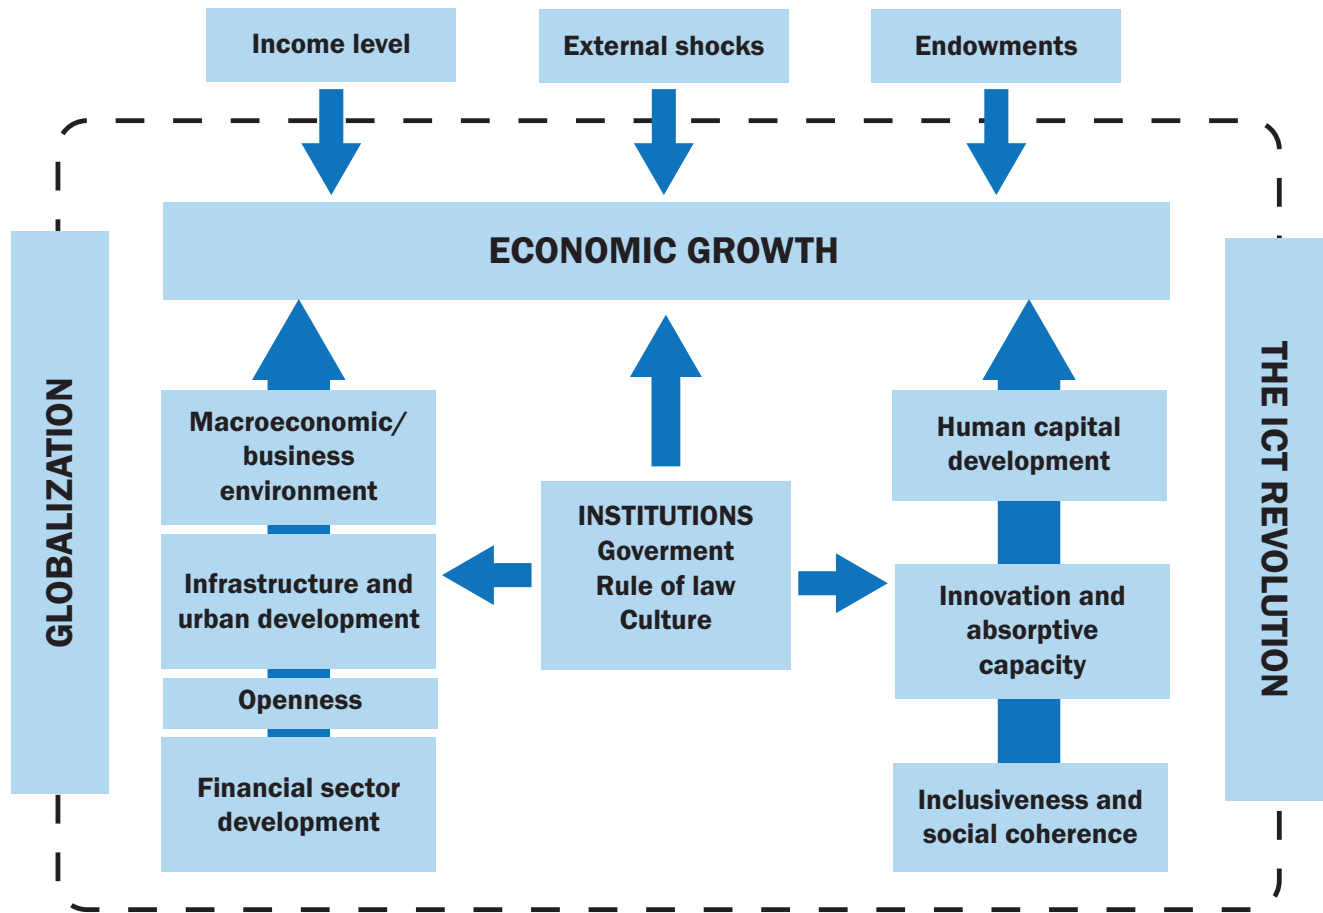 Income level
External shocks
Endowments
ECONOMIC GROWTH
GLOBALIZATION
THE ICT REVOLUTION
Macroeconomic/
business
environment
Infrastructure and
urban development
Openness
Financial sector
development
INSTITUTIONS
Goverment
Rule of law
Culture
Human capital
development
Innovation and
absorptive
capacity
Inclusiveness and
social coherence